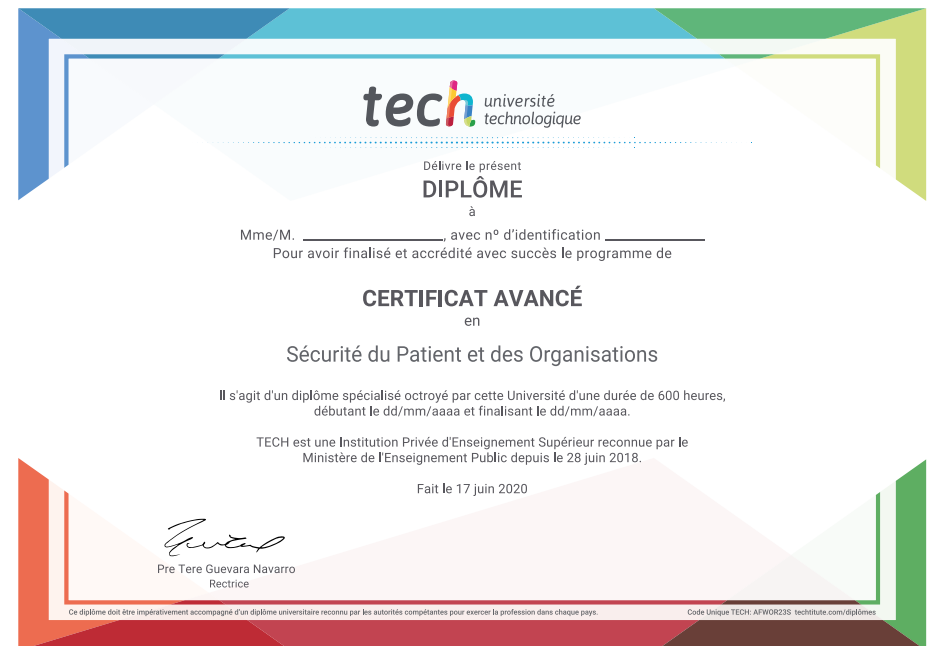 tech université
technologique
Délivre le présent
DIPLÔME
à
Mme/M. ____________________, avec nº d'identification ______________
Pour avoir finalisé et accrédité avec succès le programme de
CERTIFICAT AVANCÉ
en
Sécurité du Patient et des Organisations
Il s'agit d'un diplôme spécialisé octroyé par cette Université d'une durée de 600 heures,
débutant le dd/mm/aaaa et finalisant le dd/mm/aaaa.
TECH est une Institution Privée d'Enseignement Supérieur reconnue par le
Ministère de l'Enseignement Public depuis le 28 juin 2018.
Fait le 17 juin 2020
Pre Tere Guevara Navarro
Rectrice
Ce diplôme doit être impérativement accompagné d'un diplôme universitaire reconnu par les autorités compétentes pour exercer la profession dans chaque pays.
Code Unique TECH: AFWOR23S techtitute.com/diplômes